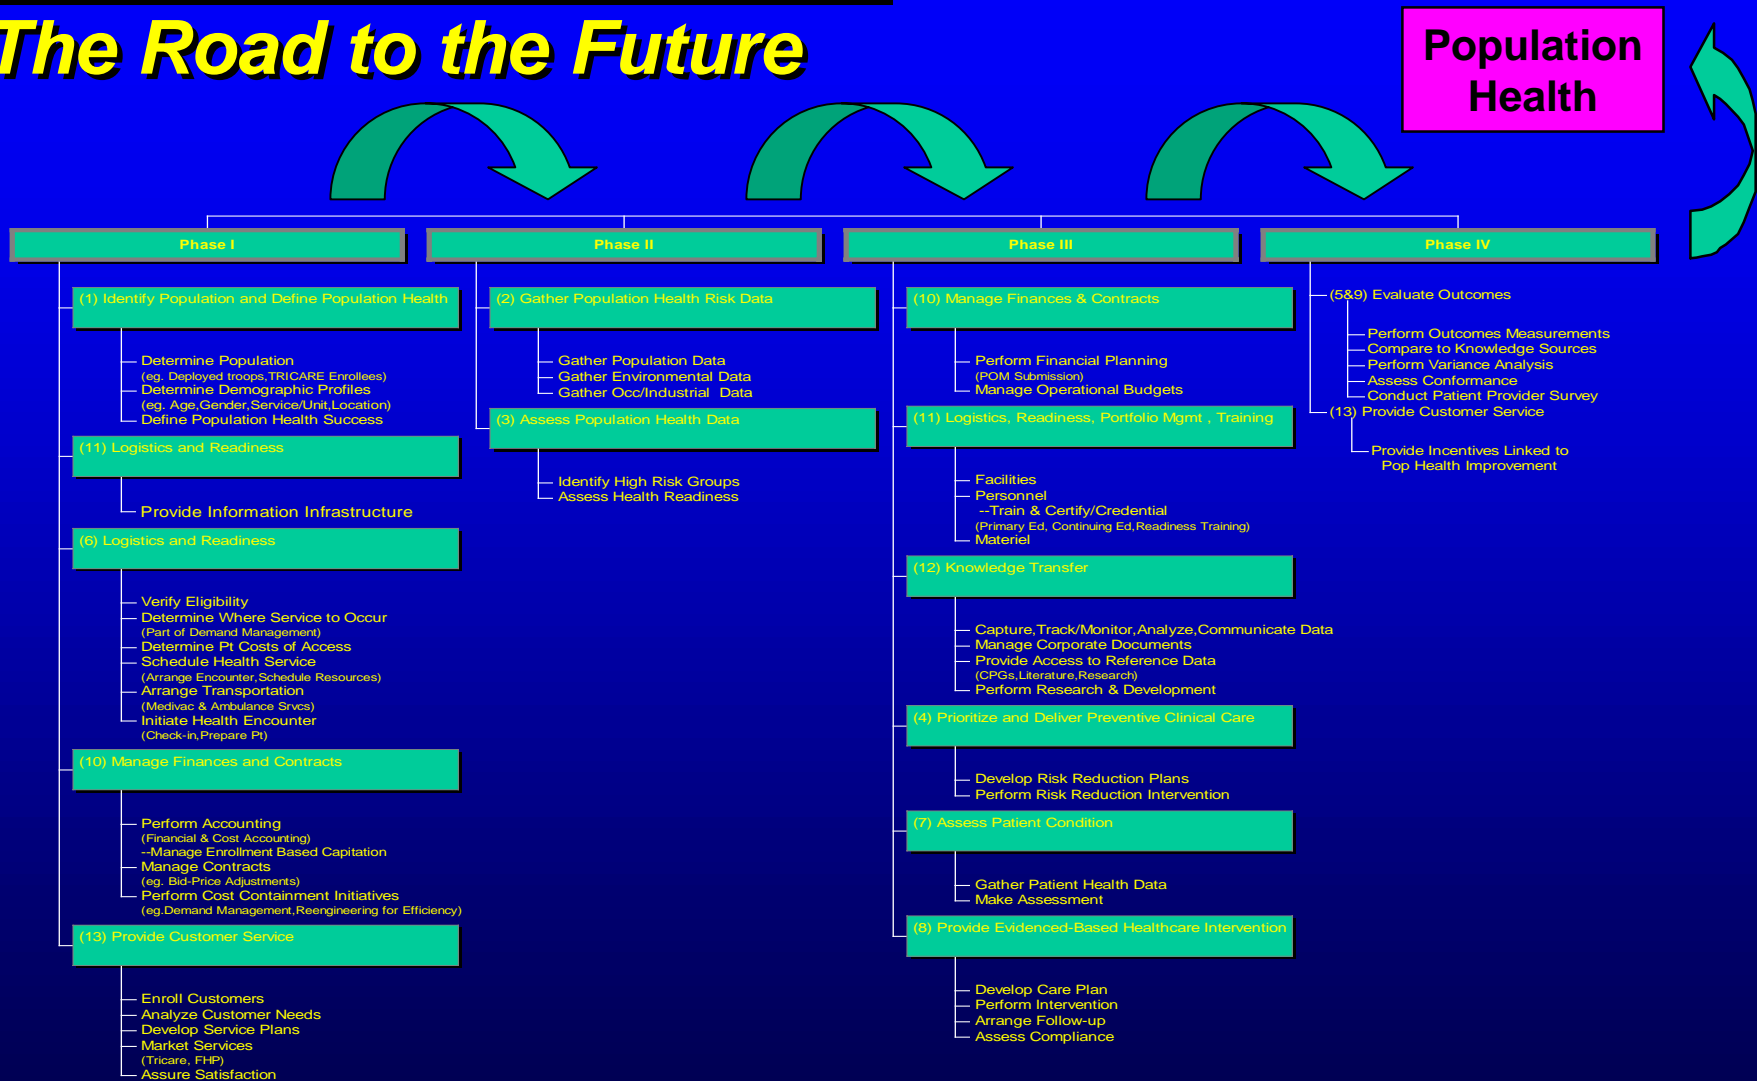 The Road to the Future
Population
Health
Phase I
(1) Identify Population and Define Population Health
Determine Population
(eg. Deployed troops,TRICARE Enrollees)
Determine Demographic Profiles
(eg. Age,Gender,Service/Unit,Location)
Define Population Health Success
(11) Logistics and Readiness
Provide Information Infrastructure
(6) Logistics and Readiness
Verify Eligibility
Determine Where Service to Occur
(Part of Demand Management)
Determine Pt Costs of Access
Schedule Health Service
(Arrange Encounter,Schedule Resources)
Arrange Transportation
(Medivac & Ambulance Srvcs)
Initiate Health Encounter
(Check-in,Prepare Pt)
(10) Manage Finances and Contracts
Perform Accounting
(Financial & Cost Accounting)
--Manage Enrollment Based Capitation
Manage Contracts
(eg. Bid-Price Adjustments)
Perform Cost Containment Initiatives
(eg.Demand Management,Reengineering for Efficiency)
(13) Provide Customer Service
Enroll Customers
Analyze Customer Needs
Develop Service Plans
Market Services
(Tricare, FHP)
Assure Satisfaction
Phase II
(2) Gather Population Health Risk Data
Gather Population Data
Gather Environmental Data
Gather Occ/Industrial Data
(3) Assess Population Health Data
Identify High Risk Groups
Assess Health Readiness
Phase III
(10) Manage Finances & Contracts
Perform Financial Planning
(POM Submission)
Manage Operational Budgets
(11) Logistics, Readiness, Portfolio Mgmt , Training
Facilities
Personnel
--Train & Certify/Credential
(Primary Ed, Continuing Ed,Readiness Training)
Materiel
(12) Knowledge Transfer
Capture,Track/Monitor,Analyze,Communicate Data
Manage Corporate Documents
Provide Access to Reference Data
(CPGs,Literature,Research)
Perform Research & Development
(4) Prioritize and Deliver Preventive Clinical Care
Develop Risk Reduction Plans
Perform Risk Reduction Intervention
(7) Assess Patient Condition
Gather Patient Health Data
Make Assessment
(8) Provide Evidenced-Based Healthcare Intervention
Develop Care Plan
Perform Intervention
Arrange Follow-up
Assess Compliance
Phase IV
(5&9) Evaluate Outcomes
Perform Outcomes Measurements
Compare to Knowledge Sources
Perform Variance Analysis
Assess Conformance
Conduct Patient Provider Survey
(13) Provide Customer Service
Provide Incentives Linked to
Pop Health Improvement